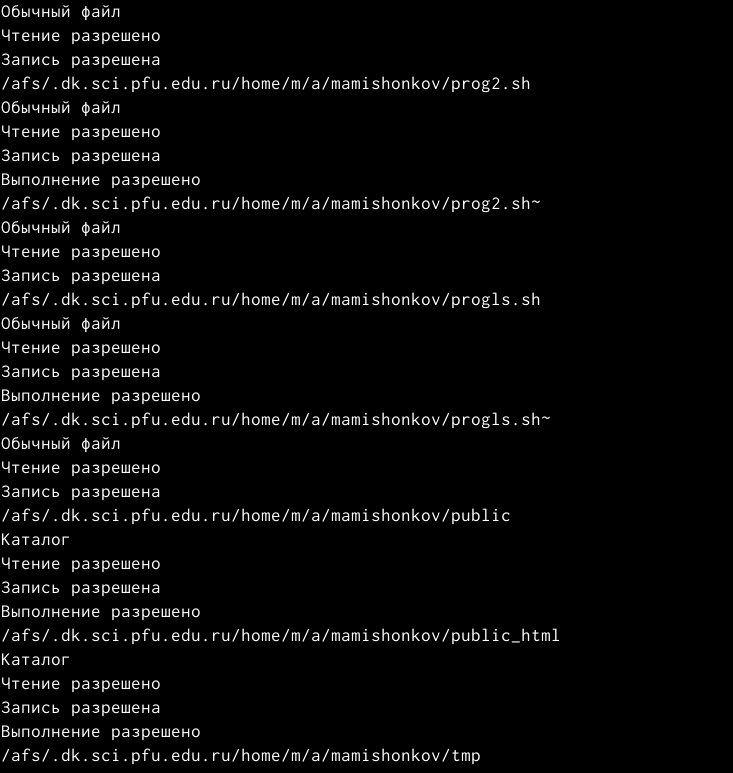 Обычный файл
Чтение разрешено
Запись разрешена
/afs/.dk.sci.pfu.edu.ru/home/m/a/mamishonkov/prog2.sh
Обычный файл
Чтение разрешено
Запись разрешена
Выполнение разрешено
/afs/.dk.sci.pfu.edu.ru/home/m/a/mamishonkov/prog2.sh~
Обычный файл
Чтение разрешено
Запись разрешена
/afs/.dk.sci.pfu.edu.ru/home/m/a/mamishonkov/progls.sh
Обычный файл
Чтение разрешено
Запись разрешена
Выполнение разрешено
/afs/.dk.sci.pfu.edu.ru/home/m/a/mamishonkov/progls.sh~
Обычный файл
Чтение разрешено
Запись разрешена
/afs/.dk.sci.pfu.edu.ru/home/m/a/mamishonkov/public
Каталог
Чтение разрешено
Запись разрешена
Выполнение разрешено
/afs/.dk.sci.pfu.edu.ru/home/m/a/mamishonkov/public_html
Каталог
Чтение разрешено
Запись разрешена
Выполнение разрешено
/afs/.dk.sci.pfu.edu.ru/home/m/a/mamishonkov/tmp